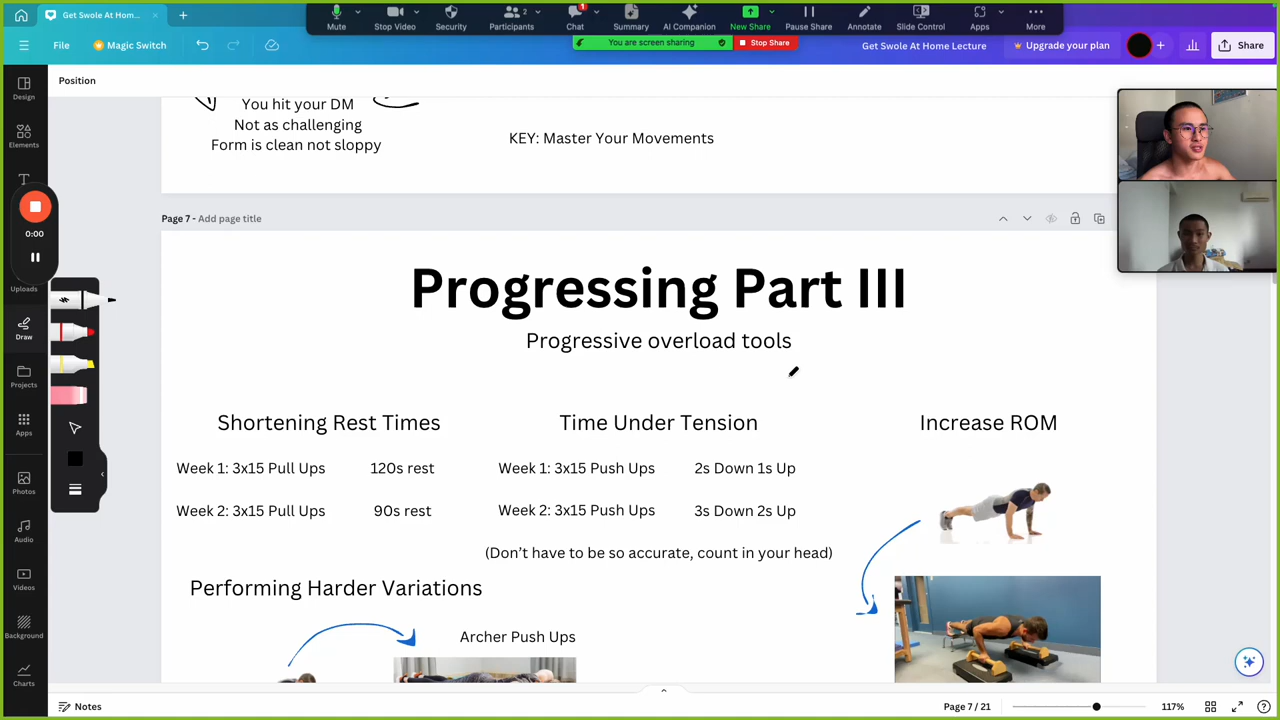 Get Swole At Home...
Mute
Stop Video
Security
Participants
2
Chat
1
Summary
AI Companion
New Share
Pause Share
Annotate
Slide Control
Apps
More
You are screen sharing
Stop Share
File
Magic Switch
Get Swole At Home Lecture
Upgrade your plan
Share
Position
Design
Elements
T
0:00
Uploads
Draw
Projects
Apps
Photos
Audio
Videos
Background
Charts
You hit your DM
Not as challenging
Form is clean not sloppy
KEY: Master Your Movements
Page 7 - Add page title
Progressing Part III
Progressive overload tools
Shortening Rest Times
Week 1: 3x15 Pull Ups 120s rest
Week 2: 3x15 Pull Ups 90s rest
Time Under Tension
Week 1: 3x15 Push Ups 2s Down 1s Up
Week 2: 3x15 Push Ups 3s Down 2s Up
(Don't have to be so accurate, count in your head)
Increase ROM
Performing Harder Variations
Archer Push Ups
Notes
Page 7 / 21
117%